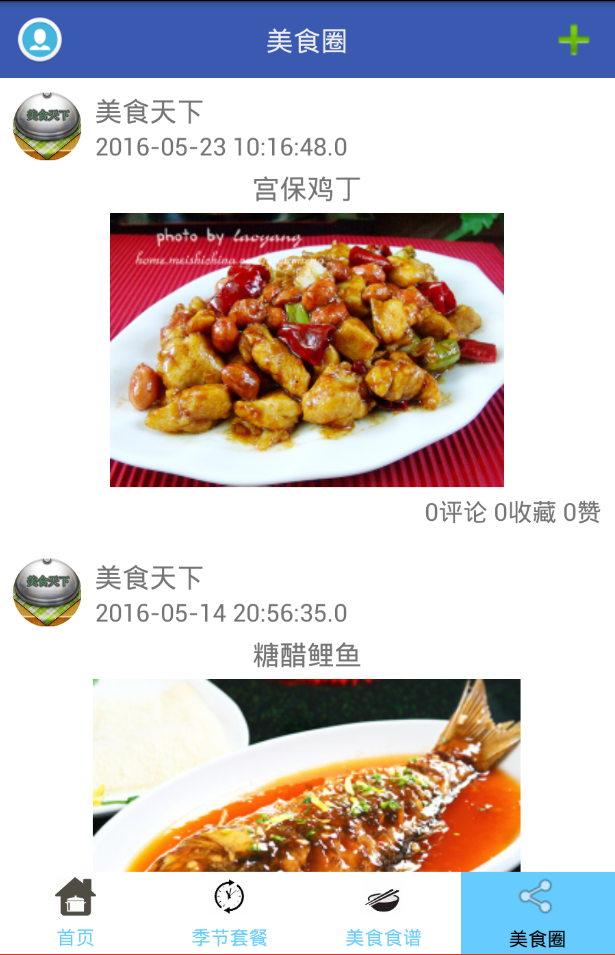 美食圈
美食天下
美食天下
2016-05-23 10:16:48.0
宫保鸡丁
photo by laoyang
0评论 0收藏 0赞
美食天下
美食天下
2016-05-14 20:56:35.0
糖醋鲤鱼
首页
季节套餐
美食食谱
美食圈